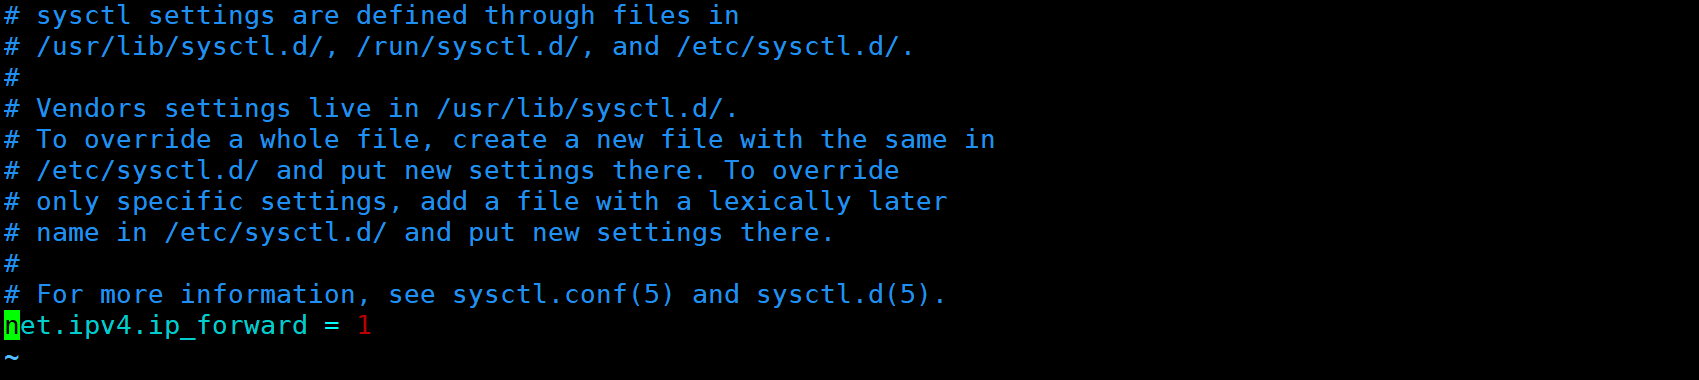 # sysctl settings are defined through files in
# /usr/lib/sysctl.d/, /run/sysctl.d/, and /etc/sysctl.d/.
#
# Vendors settings live in /usr/lib/sysctl.d/.
# To override a whole file, create a new file with the same in
# /etc/sysctl.d/ and put new settings there. To override
# only specific settings, add a file with a lexically later
# name in /etc/sysctl.d/ and put new settings there.
#
# For more information, see sysctl.conf(5) and sysctl.d(5).
net.ipv4.ip_forward = 1
~